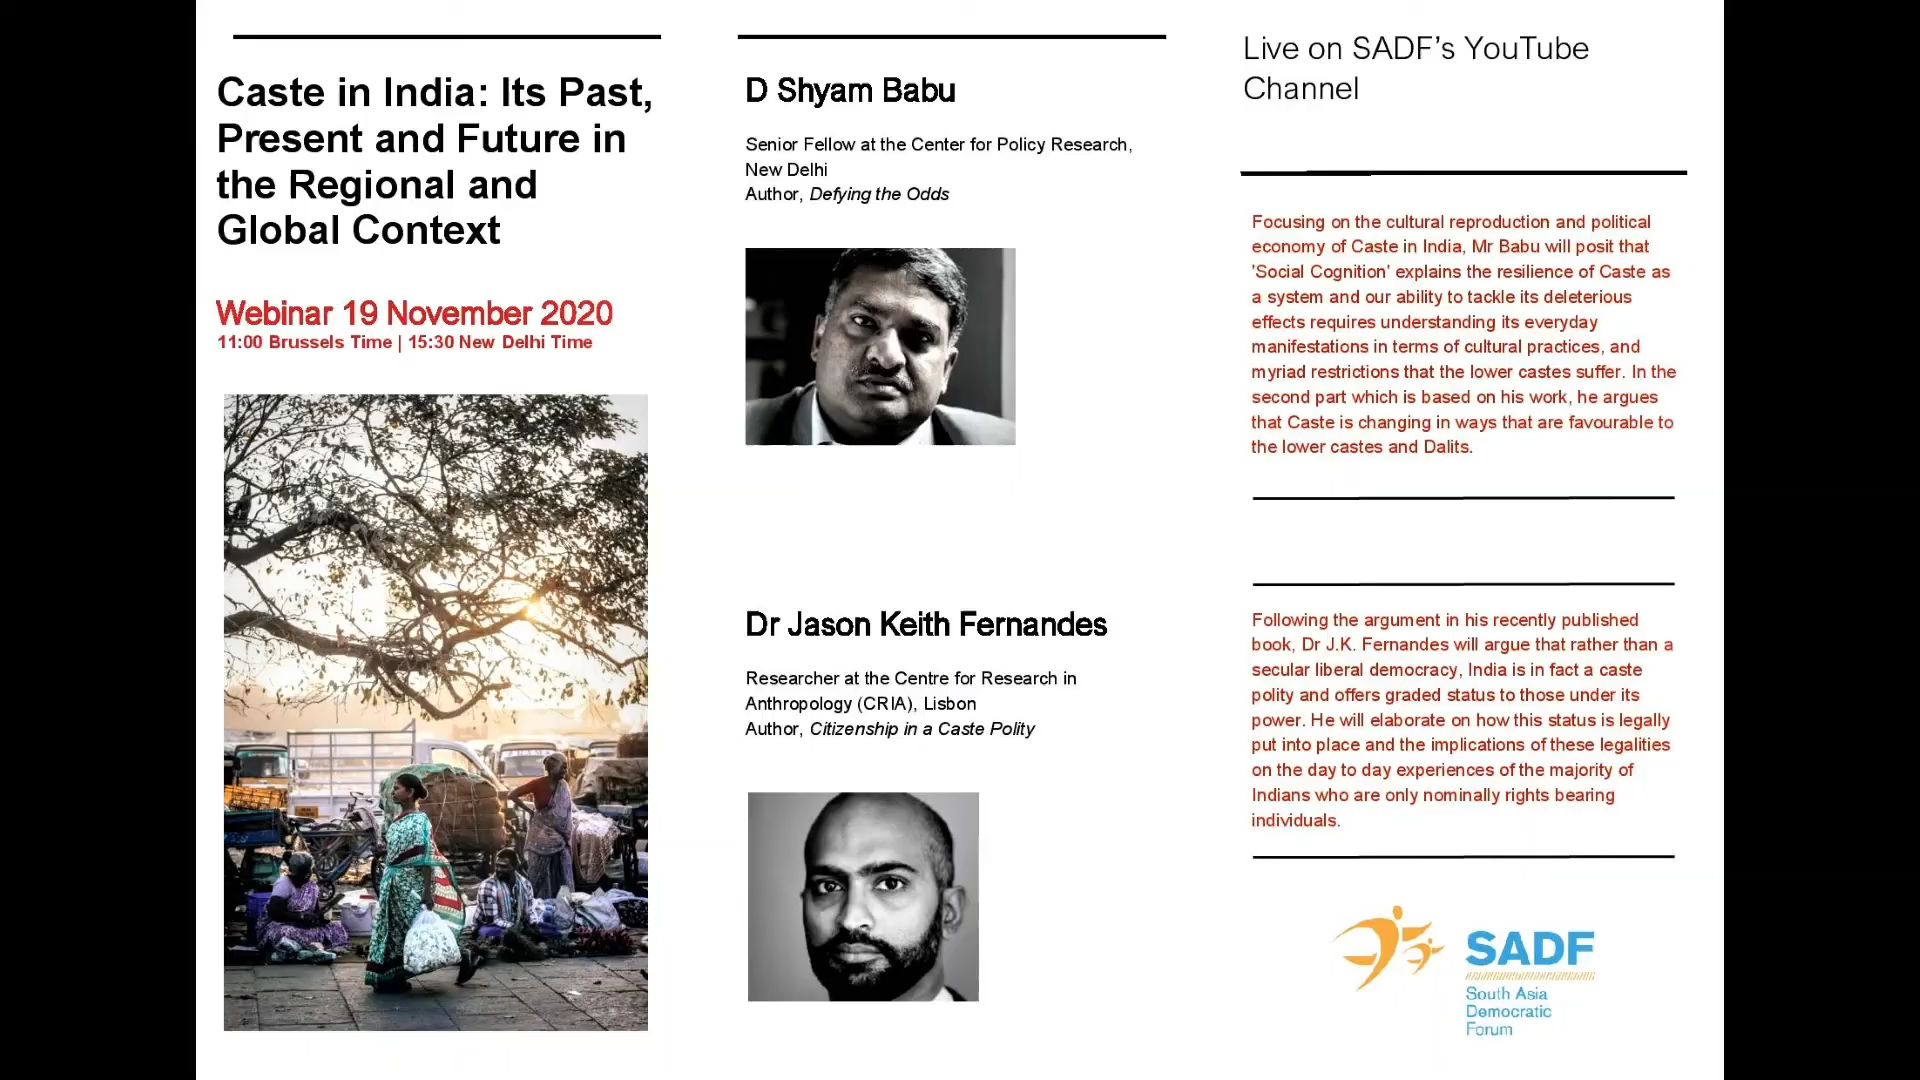 Caste in India: Its Past,
Present and Future in
the Regional and
Global Context
Webinar 19 November 2020
11:00 Brussels Time | 15:30 New Delhi Time
D Shyam Babu
Senior Fellow at the Center for Policy Research,
New Delhi
Author, Defying the Odds
Dr Jason Keith Fernandes
Researcher at the Centre for Research in
Anthropology (CRIA), Lisbon
Author, Citizenship in a Caste Polity
Live on SADF’s YouTube
Channel
Focusing on the cultural reproduction and political
economy of Caste in India, Mr Babu will posit that
'Social Cognition' explains the resilience of Caste as
a system and our ability to tackle its deleterious
effects requires understanding its everyday
manifestations in terms of cultural practices, and
myriad restrictions that the lower castes suffer. In the
second part which is based on his work, he argues
that Caste is changing in ways that are favourable to
the lower castes and Dalits.
Following the argument in his recently published
book, Dr J.K. Fernandes will argue that rather than a
secular liberal democracy, India is in fact a caste
polity and offers graded status to those under its
power. He will elaborate on how this status is legally
put into place and the implications of these legalities
on the day to day experiences of the majority of
Indians who are only nominally rights bearing
individuals.
SADF
South Asia
Democratic
Forum